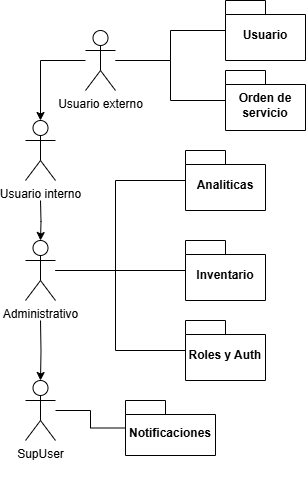 Usuario
Usuario externo
Orden de
servicio
Usuario interno
Analiticas
Administrativo
Inventario
Roles y Auth
SupUser
Notificaciones